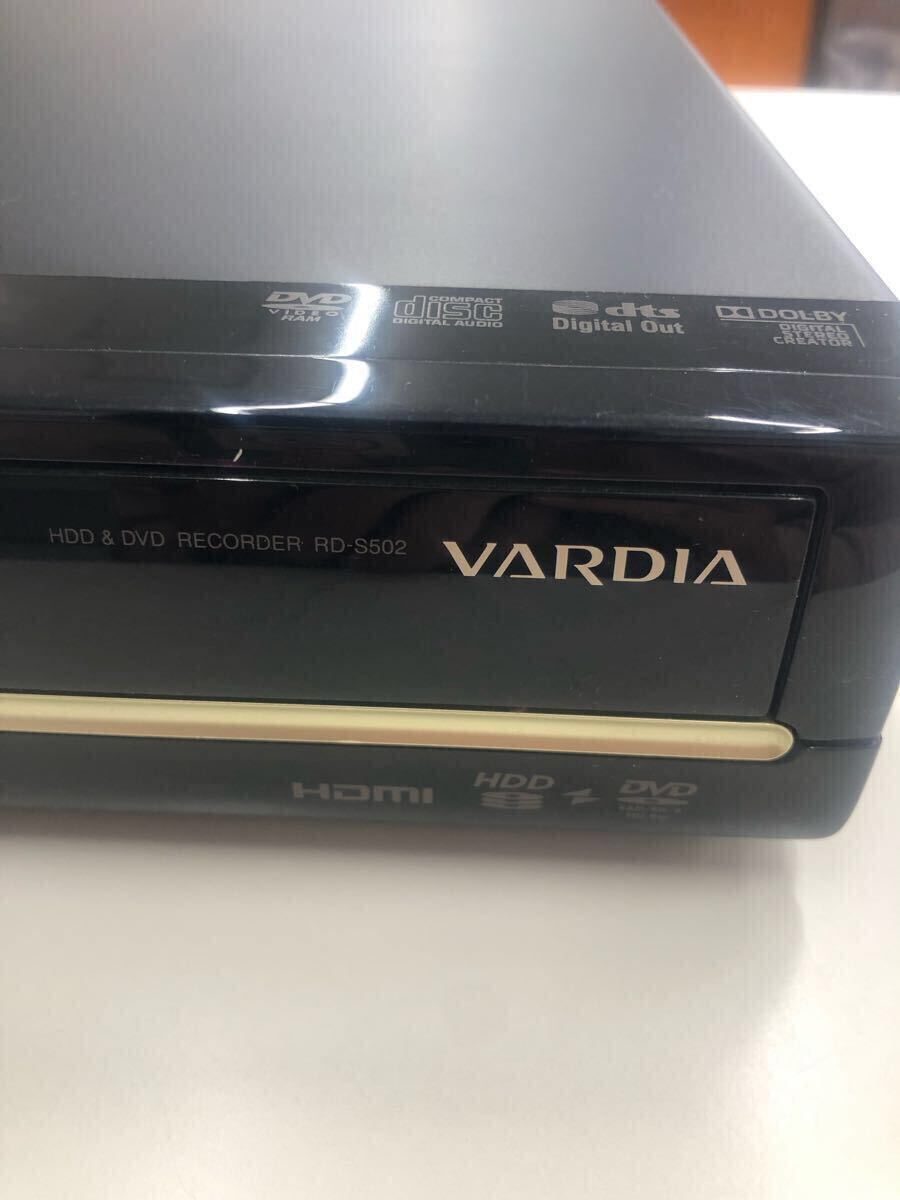 DVD
VIDEO
RAM
COMPACT
disc
DIGITAL AUDIO
dts
Digital Out
DOLBY
DIGITAL
STEREO
CREATOR
HDD & DVD RECORDER RD-S502
VARDIA
HDMI
HDD
DVD